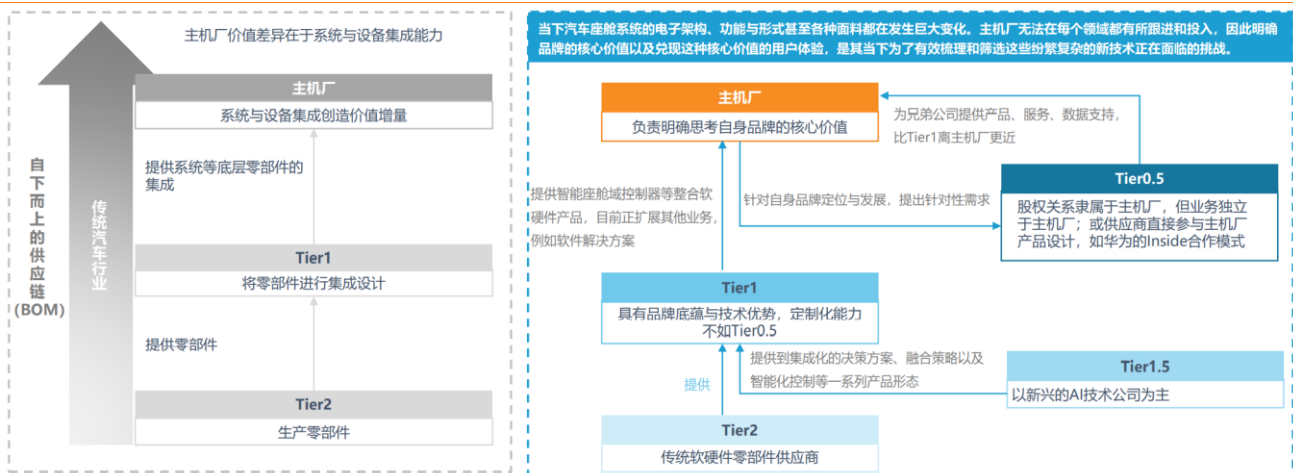 主机厂价值差异在于系统与设备集成能力
主机厂
系统与设备集成创造价值增量
提供系统等底层零部件的
集成
自下而上的供应链
(BOM)
传统汽车行业
Tier1
将零部件进行集成设计
提供零部件
Tier2
生产零部件
当下汽车座舱系统的电子架构、功能与形式甚至各种面料都在发生巨大变化。主机厂无法在每个领域都有所跟进和投入，因此明确
品牌的核心价值以及兑现这种核心价值的用户体验，是其当下为了有效梳理和筛选这些纷繁复杂的新技术正在面临的挑战。
主机厂
负责明确思考自身品牌的核心价值
为兄弟公司提供产品、服务、数据支持，
比Tier1离主机厂更近
提供智能座舱域控制器等整合软
硬件产品，目前正扩展其他业务，
例如软件解决方案
针对自身品牌定位与发展，提出针对性需求
Tier0.5
股权关系隶属于主机厂，但业务独立
于主机厂；或供应商直接参与主机厂
产品设计，如华为的Inside合作模式
Tier1
具有品牌底蕴与技术优势，定制化能力
不如Tier0.5
提供
提供到集成化的决策方案、融合策略以及
智能化控制等一系列产品形态
Tier1.5
以新兴的AI技术公司为主
Tier2
传统软硬件零部件供应商